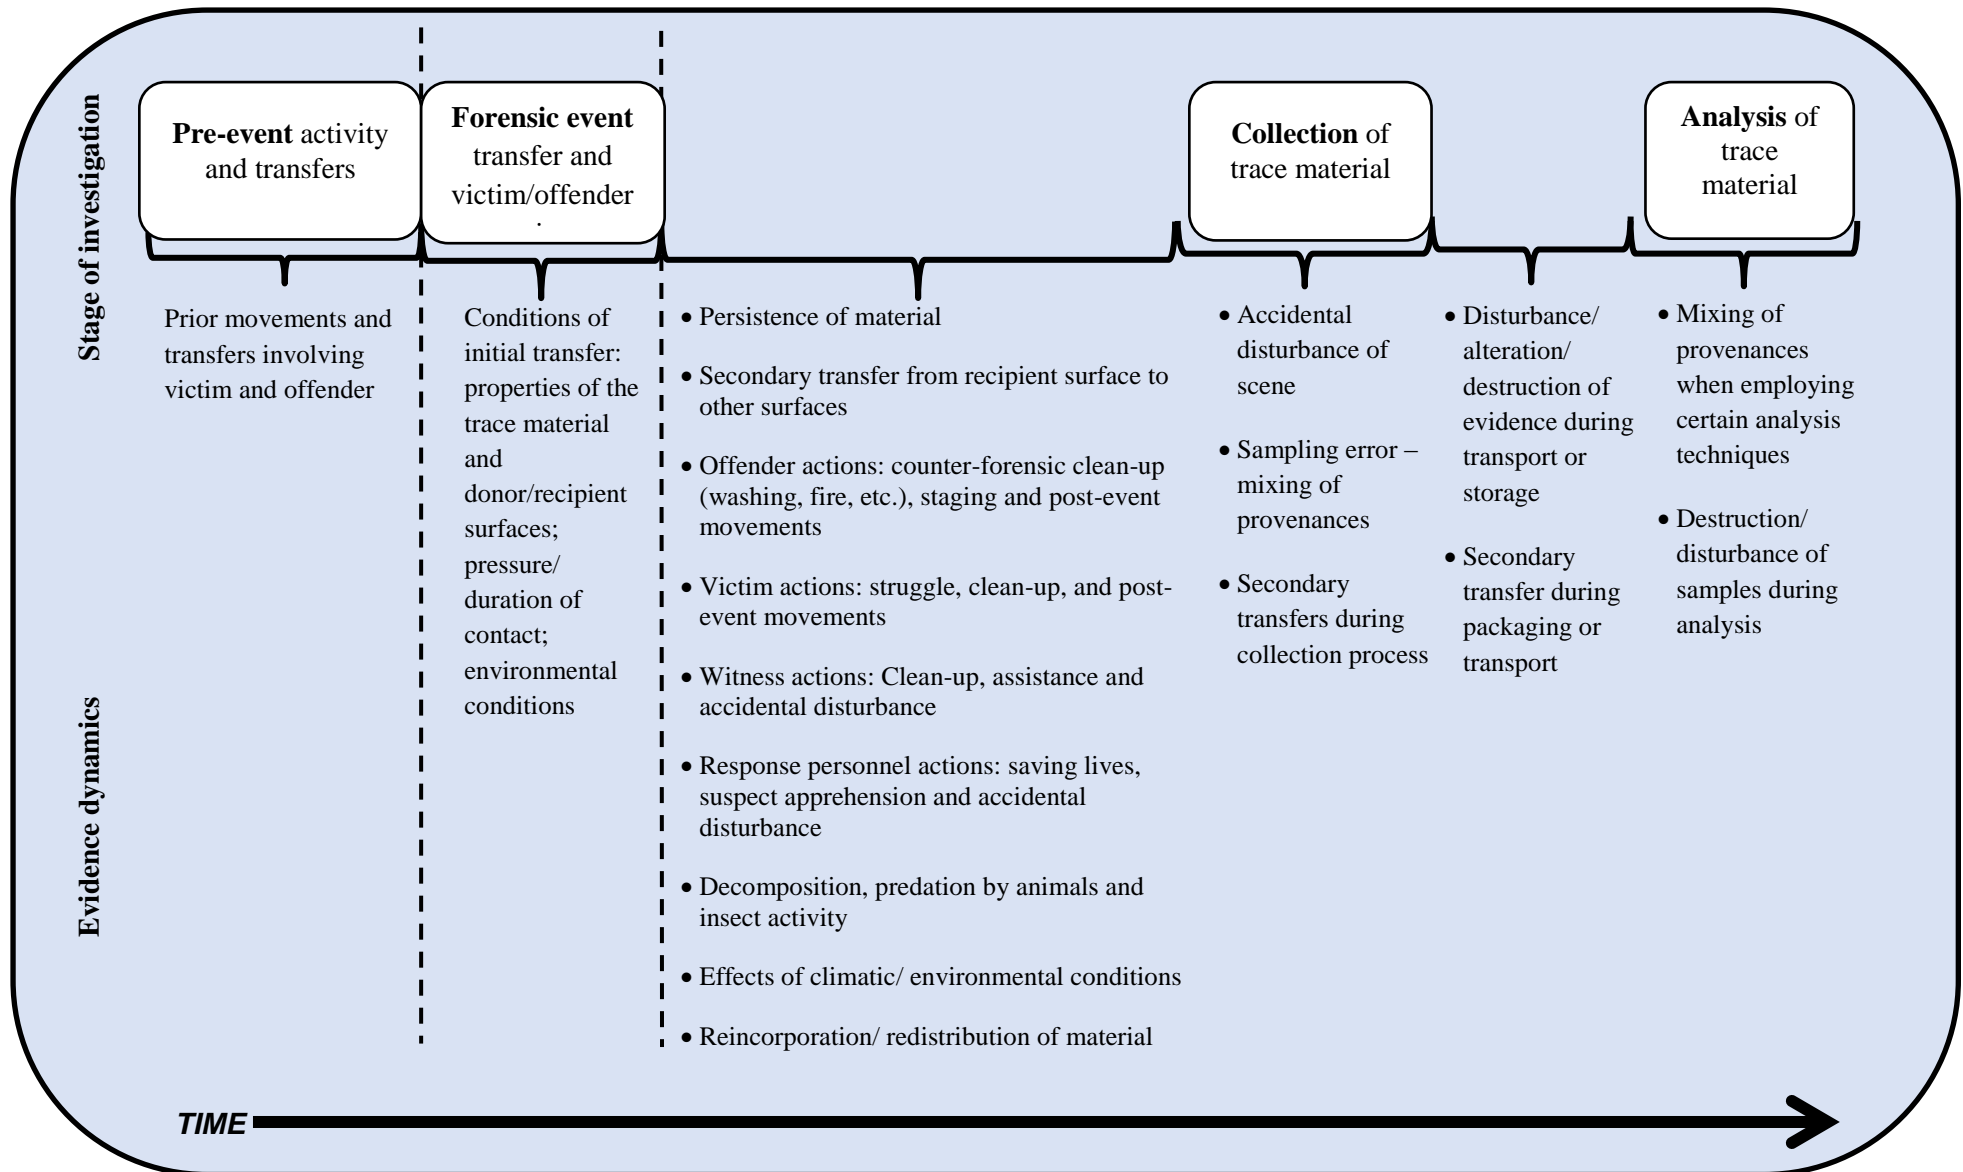 Stage of investigation
Pre-event activity
and transfers
Forensic event
transfer and
victim/offender
.
Collection of
trace material
Analysis of
trace
material
Evidence dynamics
Prior movements and
transfers involving
victim and offender
Conditions of
initial transfer:
properties of the
trace material
and
donor/recipient
surfaces;
pressure/
duration of
contact;
environmental
conditions
• Persistence of material
• Secondary transfer from recipient surface to
other surfaces
• Offender actions: counter-forensic clean-up
(washing, fire, etc.), staging and post-event
movements
• Victim actions: struggle, clean-up, and post-
event movements
• Witness actions: Clean-up, assistance and
accidental disturbance
• Response personnel actions: saving lives,
suspect apprehension and accidental
disturbance
• Decomposition, predation by animals and
insect activity
• Effects of climatic/ environmental conditions
• Reincorporation/ redistribution of material
• Accidental
disturbance of
scene
• Sampling error –
mixing of
provenances
• Secondary
transfers during
collection process
• Disturbance/
alteration/
destruction of
evidence during
transport or
storage
• Secondary
transfer during
packaging or
transport
• Mixing of
provenances
when employing
certain analysis
techniques
• Destruction/
disturbance of
samples during
analysis
TIME